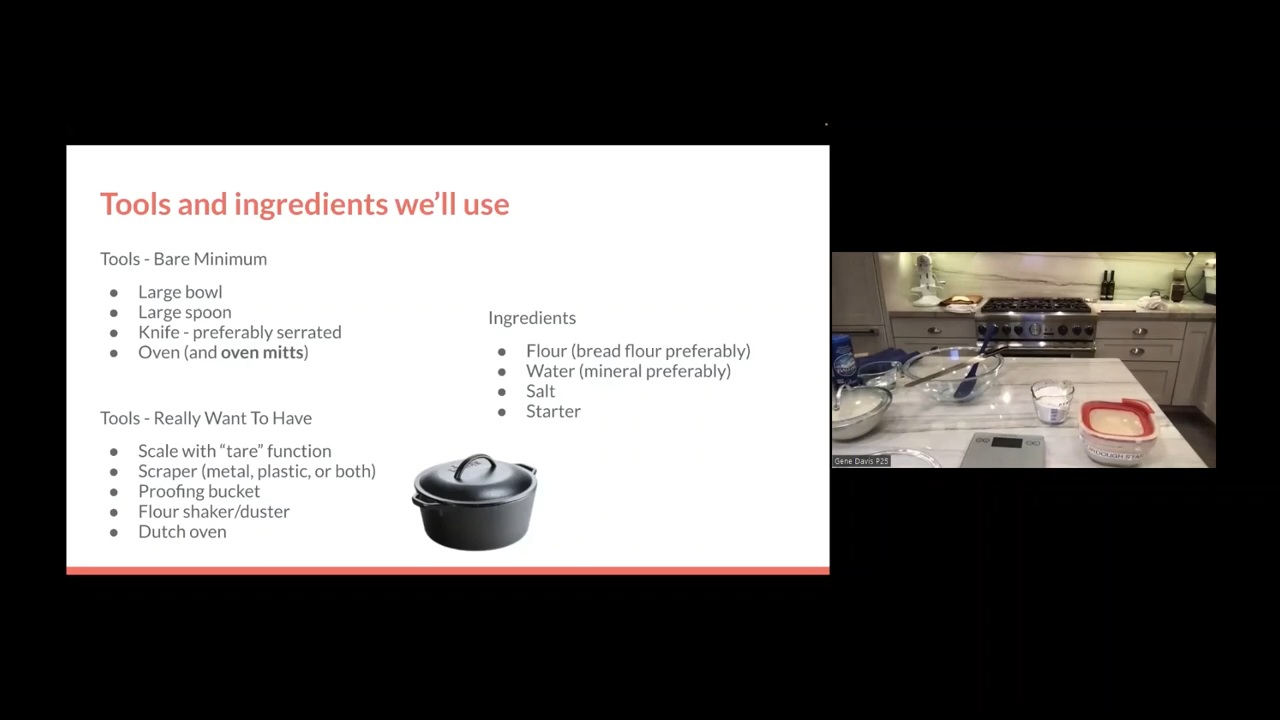 Tools and ingredients we’ll use
Tools - Bare Minimum
● Large bowl
● Large spoon
● Knife - preferably serrated
● Oven (and oven mitts)
Tools - Really Want To Have
● Scale with “tare” function
● Scraper (metal, plastic, or both)
● Proofing bucket
● Flour shaker/duster
● Dutch oven
Ingredients
● Flour (bread flour preferably)
● Water (mineral preferably)
● Salt
● Starter
Gene Davis P25